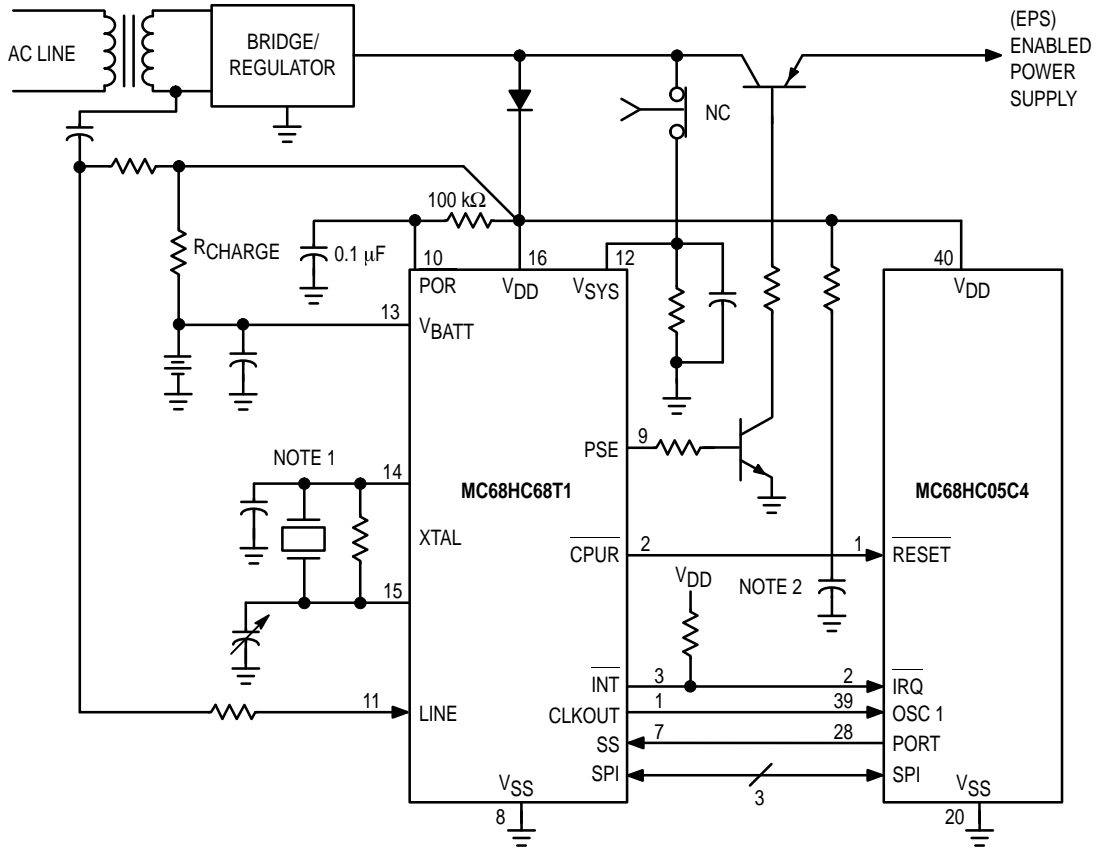 AC LINE
BRIDGE/
REGULATOR
(EPS)
ENABLED
POWER
SUPPLY
NC
100 kΩ
RCHARGE
0.1 μF
10
16
12
40
POR
VDD
VSYS
VDD
13
VBATT
NOTE 1
14
PSE
9
MC68HC68T1
MC68HC05C4
XTAL
CPUR
2
1
RESET
15
VDD
NOTE 2
INT
3
2
IRQ
11
LINE
CLKOUT
1
39
OSC 1
SS
7
28
PORT
SPI
3
SPI
VSS
8
VSS
20